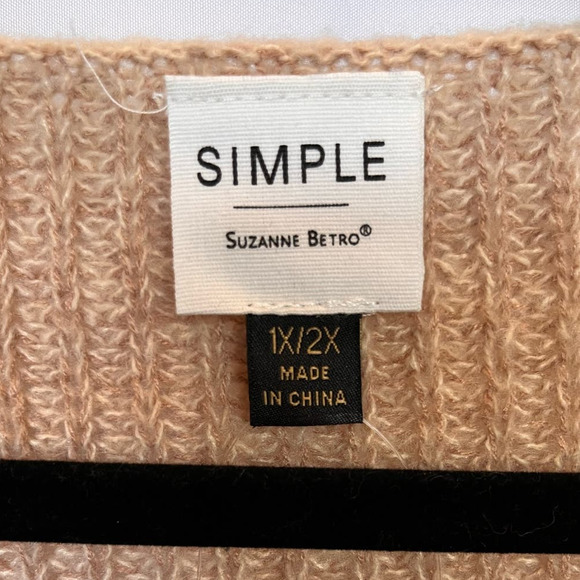 SIMPLE
SUZANNE BETRO®
1X/2X
MADE
IN CHINA